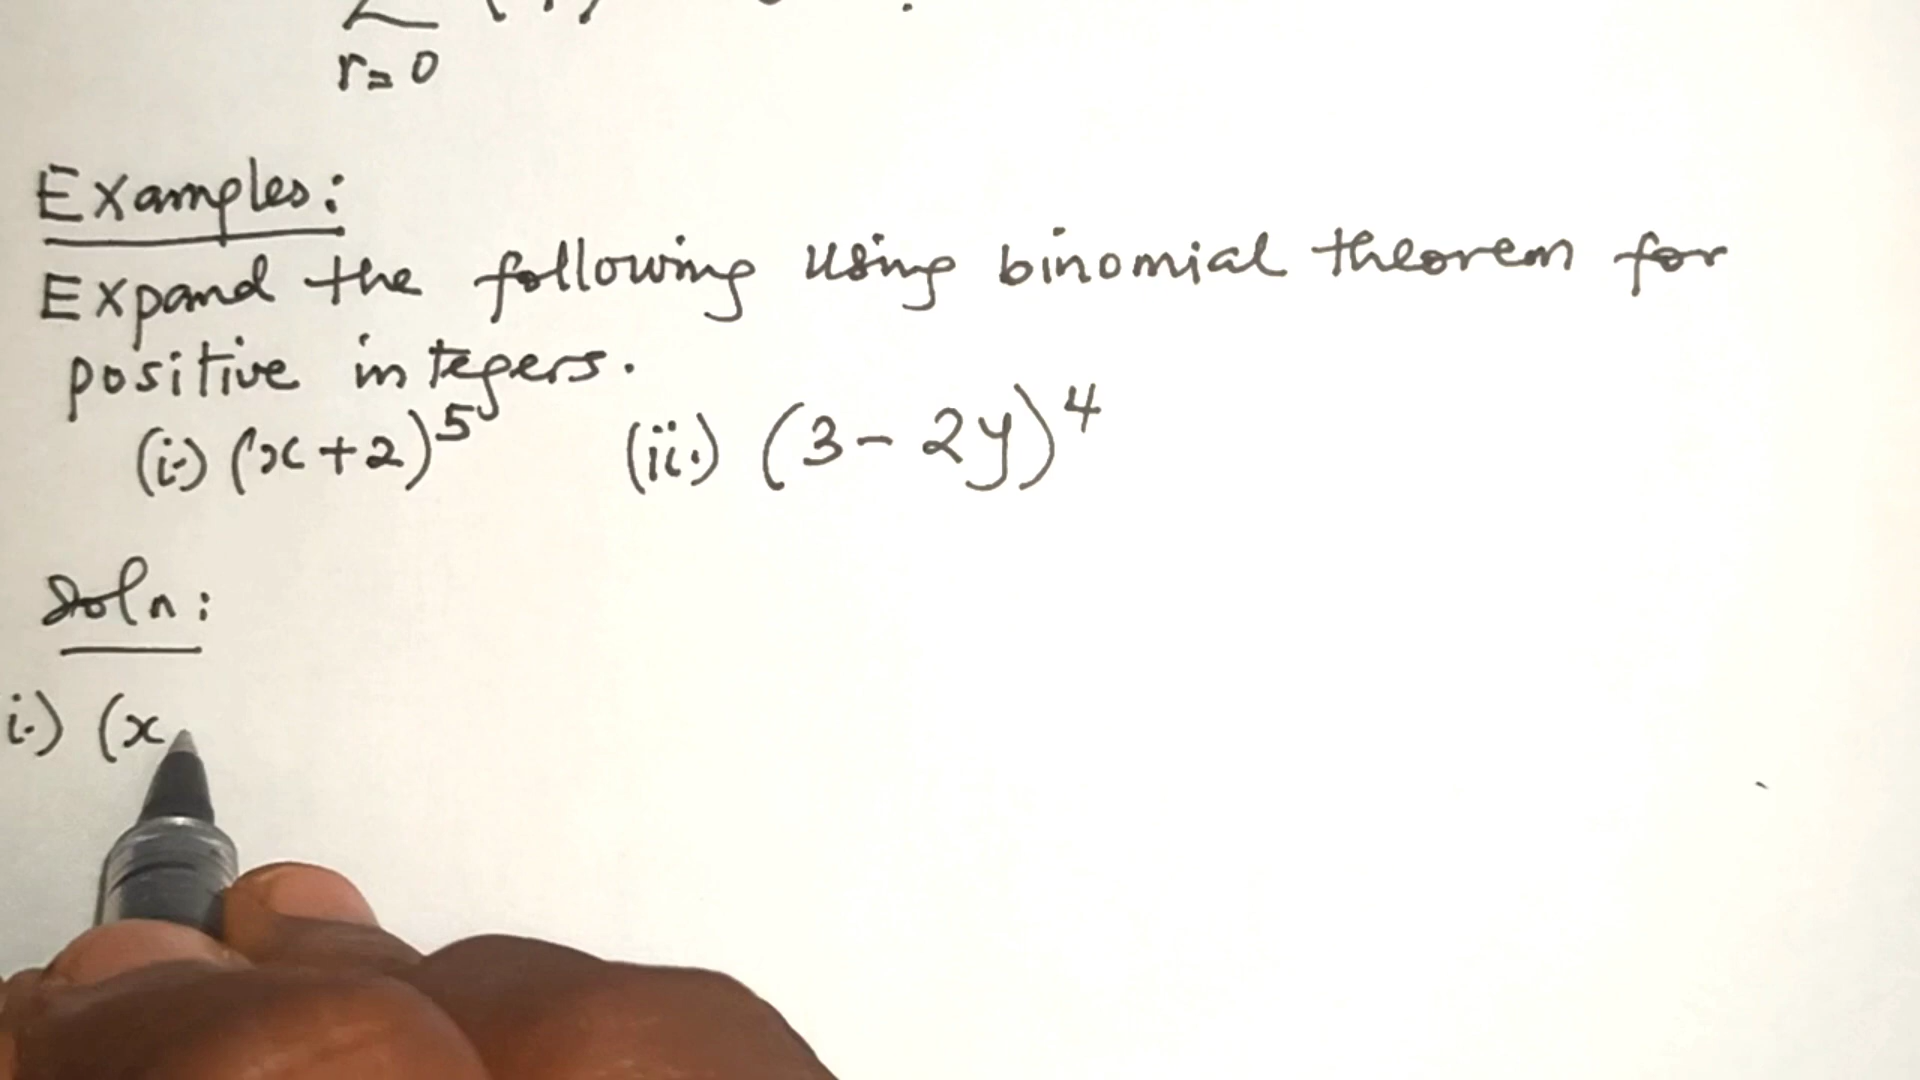 r=0
Examples:
Expand the following using binomial theorem for
positive integers.
(i.) (x+2)^5 (ii.) (3-2y)^4
Soln:
i.) (x